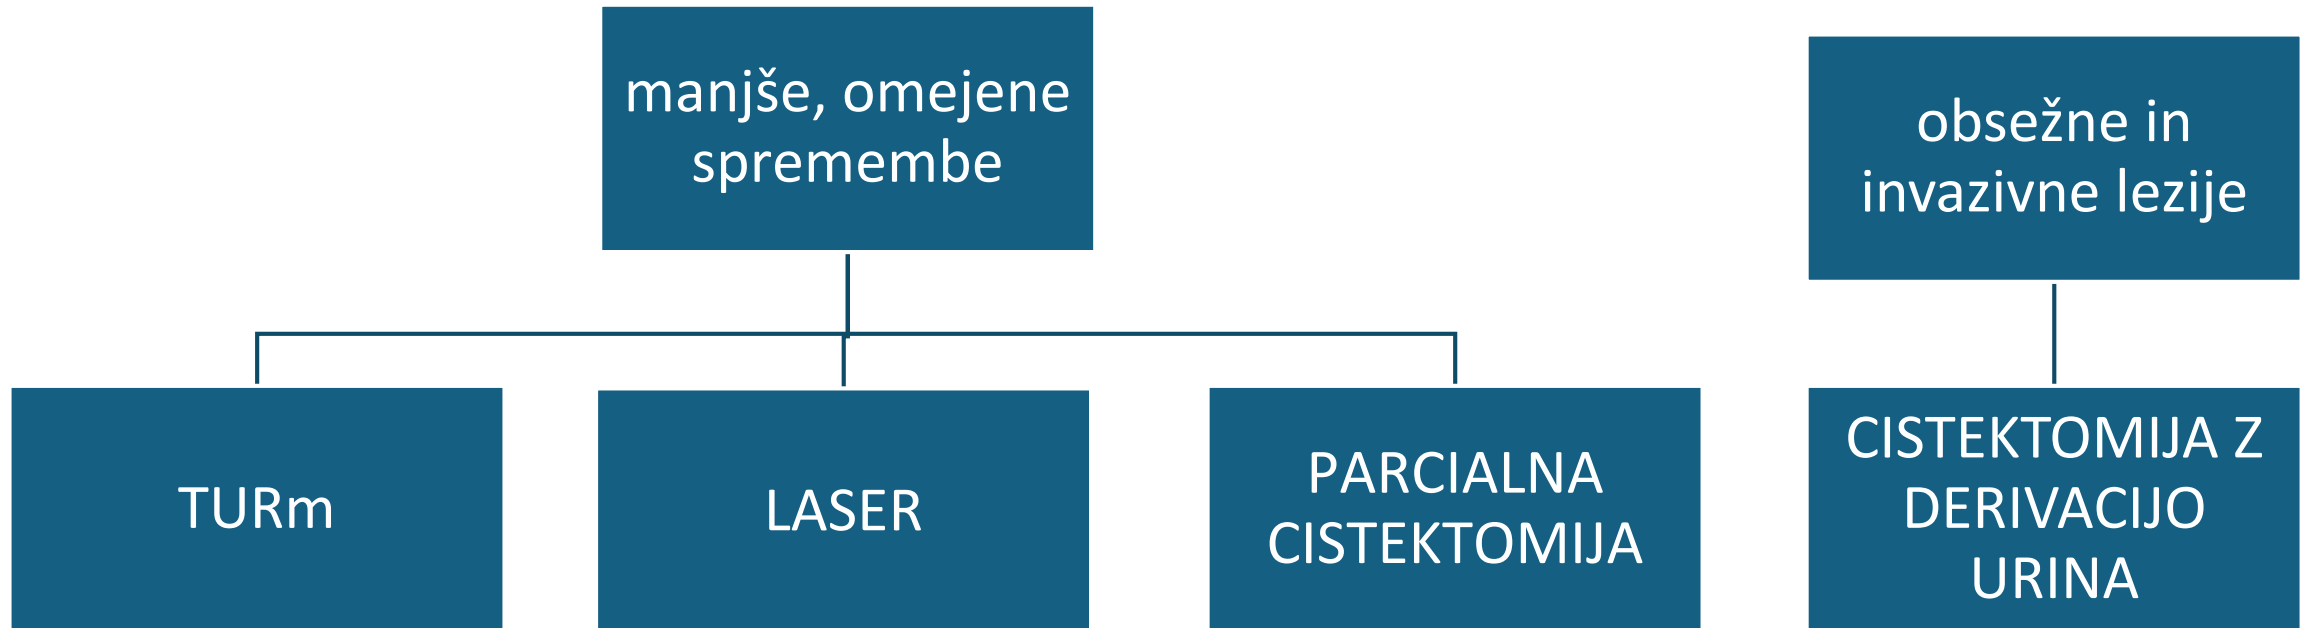 manjše, omejene
spremembe
obsežne in
invazivne lezije
TURm
LASER
PARCIALNA
CISTEKTOMIJA
CISTEKTOMIJA Z
DERIVACIJO
URINA